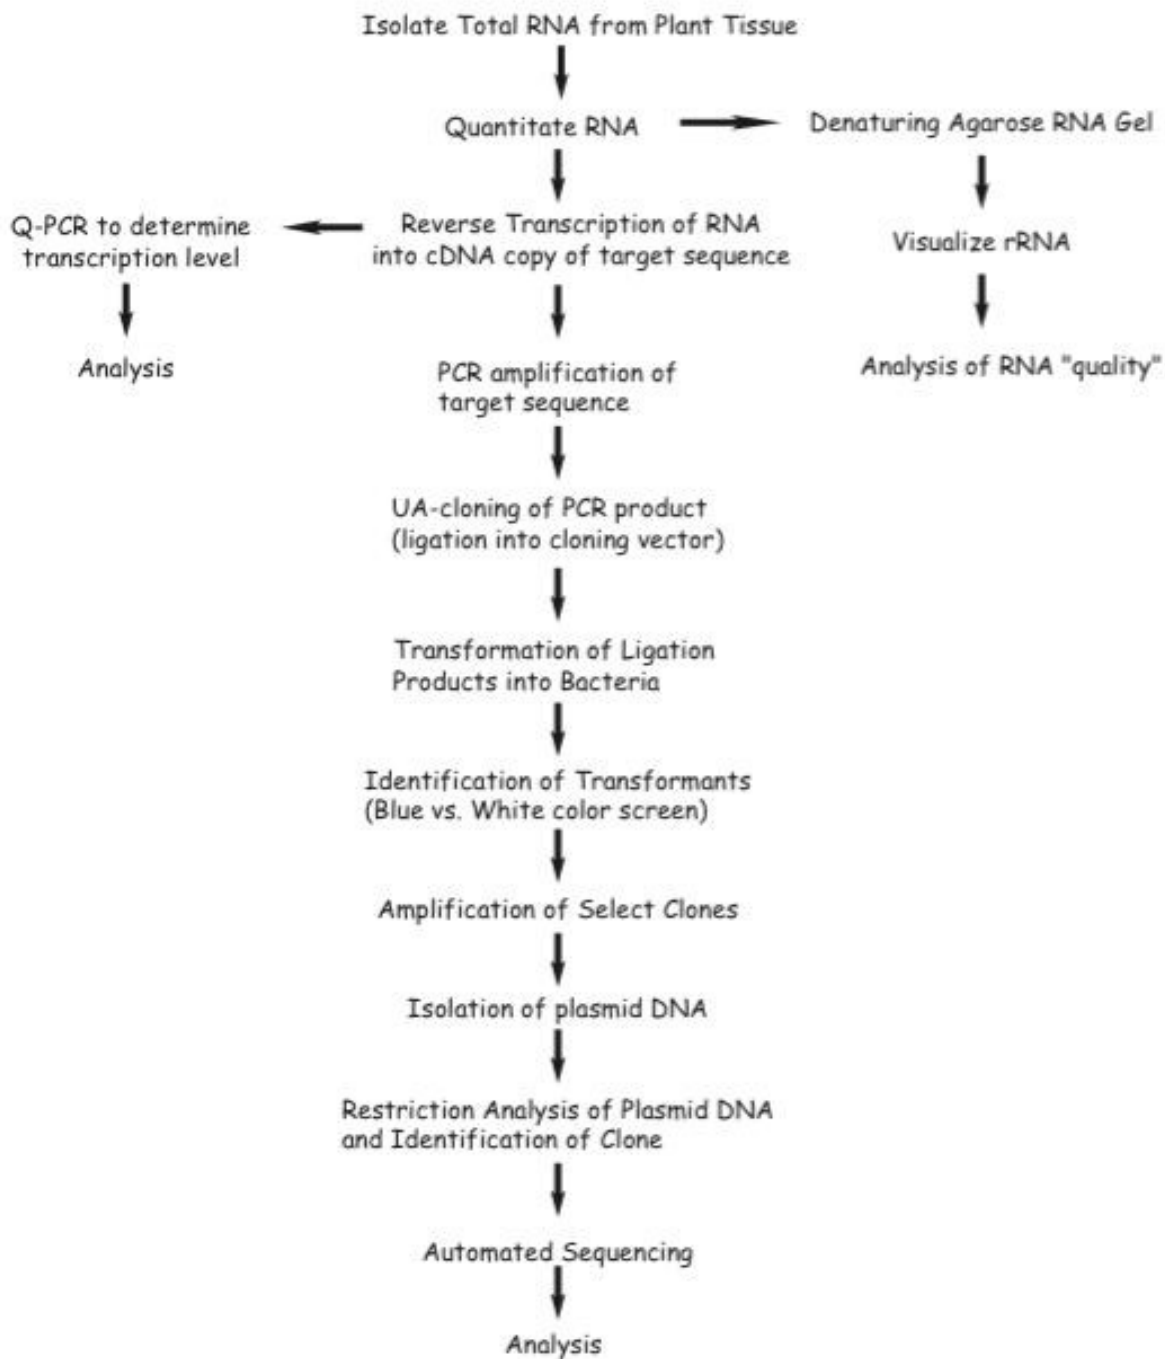 Isolate Total RNA from Plant Tissue
Quantitate RNA
Denaturing Agarose RNA Gel
Q-PCR to determine
transcription level
Reverse Transcription of RNA
into cDNA copy of target sequence
Visualize rRNA
Analysis
PCR amplification of
target sequence
Analysis of RNA "quality"
UA-cloning of PCR product
(ligation into cloning vector)
Transformation of Ligation
Products into Bacteria
Identification of Transformants
(Blue vs. White color screen)
Amplification of Select Clones
Isolation of plasmid DNA
Restriction Analysis of Plasmid DNA
and Identification of Clone
Automated Sequencing
Analysis